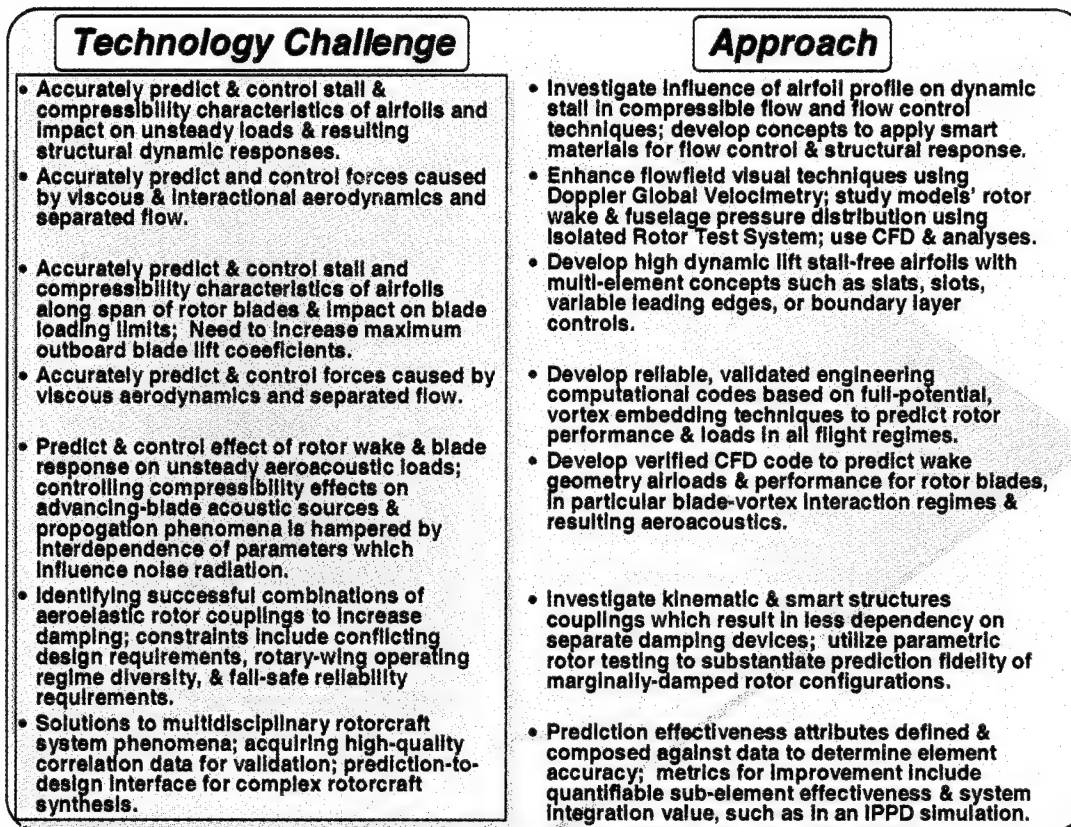 Technology Challenge
• Accurately predict & control stall &
compressibility characteristics of airfoils and
impact on unsteady loads & resulting
structural dynamic responses.
• Accurately predict and control forces caused
by viscous & interactional aerodynamics and
separated flow.
• Accurately predict & control stall and
compressibility characteristics of airfoils
along span of rotor blades & impact on blade
loading limits; Need to increase maximum
outboard blade lift coeeficients.
• Accurately predict & control forces caused by
viscous aerodynamics and separated flow.
• Predict & control effect of rotor wake & blade
response on unsteady aeroacoustic loads;
controlling compressibility effects on
advancing-blade acoustic sources &
propogation phenomena is hampered by
interdependence of parameters which
influence noise radiation.
• Identifying successful combinations of
aeroelastic rotor couplings to increase
damping; constraints include conflicting
design requirements, rotary-wing operating
regime diversity, & fail-safe reliability
requirements.
• Solutions to multidisciplinary rotorcraft
system phenomena; acquiring high-quality
correlation data for validation; prediction-to-
design interface for complex rotorcraft
synthesis.
Approach
• Investigate influence of airfoil profile on dynamic
stall in compressible flow and flow control
techniques; develop concepts to apply smart
materials for flow control & structural response.
• Enhance flowfield visual techniques using
Doppler Global Velocimetry; study models' rotor
wake & fuselage pressure distribution using
Isolated Rotor Test System; use CFD & analyses.
• Develop high dynamic lift stall-free airfoils with
multi-element concepts such as slats, slots,
variable leading edges, or boundary layer
controls.
• Develop reliable, validated engineering
computational codes based on full-potential,
vortex embedding techniques to predict rotor
performance & loads in all flight regimes.
• Develop verified CFD code to predict wake
geometry airloads & performance for rotor blades,
in particular blade-vortex interaction regimes &
resulting aeroacoustics.
• Investigate kinematic & smart structures
couplings which result in less dependency on
separate damping devices; utilize parametric
rotor testing to substantiate prediction fidelity of
marginally-damped rotor configurations.
• Prediction effectiveness attributes defined &
composed against data to determine element
accuracy; metrics for improvement include
quantifiable sub-element effectiveness & system
integration value, such as in an IPPD simulation.